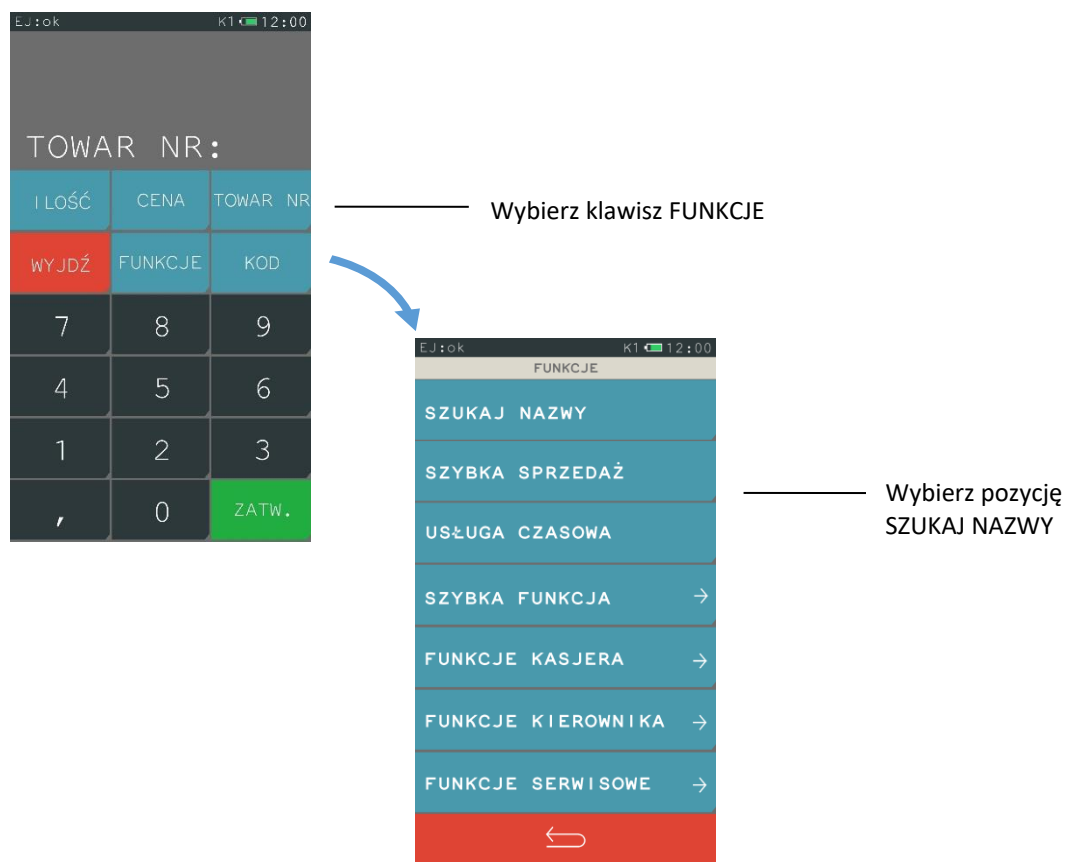 EJ:ok K1 12:00
TOWAR NR:
ILOŚĆ CENA TOWAR NR
WYJDŹ FUNKCJE KOD
7 8 9
4 5 6
1 2 3
, 0 ZATW.
Wybierz klawisz FUNKCJE
EJ:ok K1 12:00
FUNKCJE
SZUKAJ NAZWY
SZYBKA SPRZEDAŻ
USŁUGA CZASOWA
SZYBKA FUNKCJA →
FUNKCJE KASJERA →
FUNKCJE KIEROWNIKA →
FUNKCJE SERWISOWE →
Wybierz pozycję
SZUKAJ NAZWY